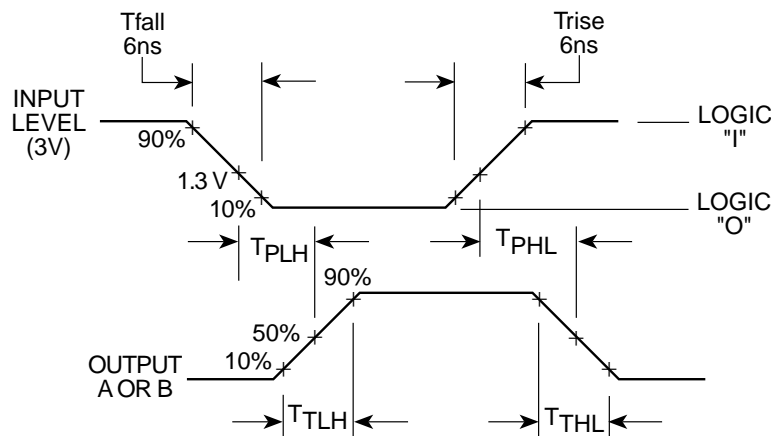 Tfall
6ns
Trise
6ns
INPUT
LEVEL
(3V)
90%
1.3 V
10%
LOGIC
"I"
LOGIC
"O"
TPLH
TPHL
90%
50%
10%
OUTPUT
A OR B
TTLH
TTHL